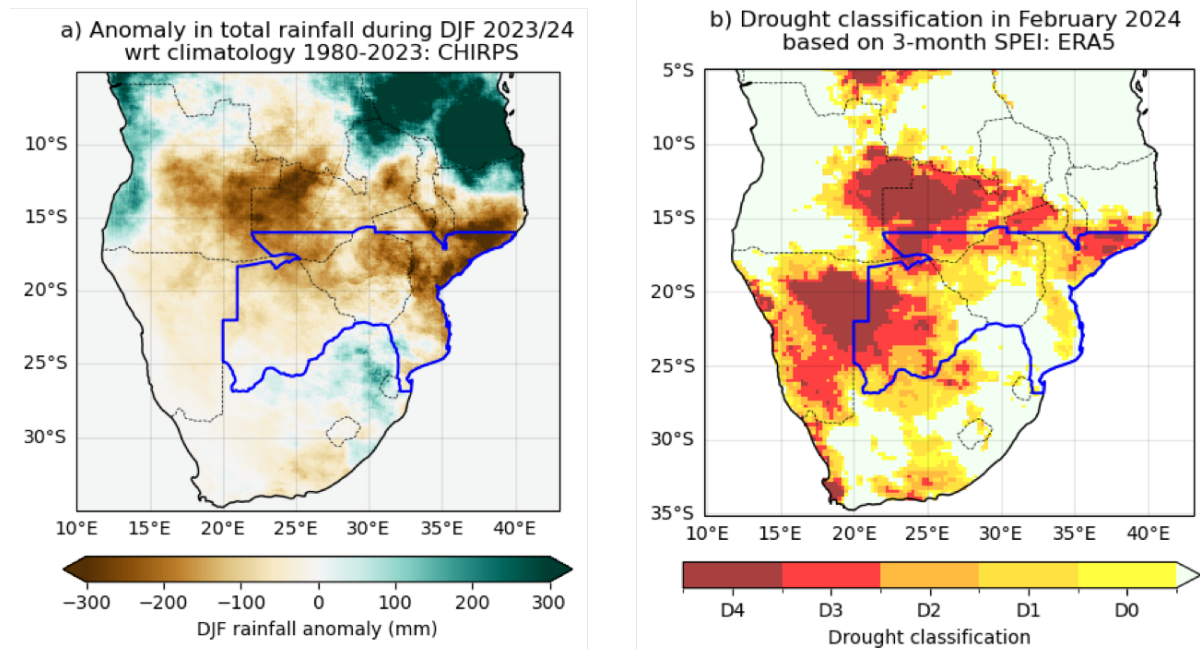 a) Anomaly in total rainfall during DJF 2023/24
wrt climatology 1980-2023: CHIRPS
10°S
15°S
20°S
25°S
30°S
10°E 15°E 20°E 25°E 30°E 35°E 40°E
−300 −200 −100 0 100 200 300
DJF rainfall anomaly (mm)
b) Drought classification in February 2024
based on 3-month SPEI: ERA5
5°S
10°S
15°S
20°S
25°S
30°S
35°S
10°E 15°E 20°E 25°E 30°E 35°E 40°E
D4 D3 D2 D1 D0
Drought classification